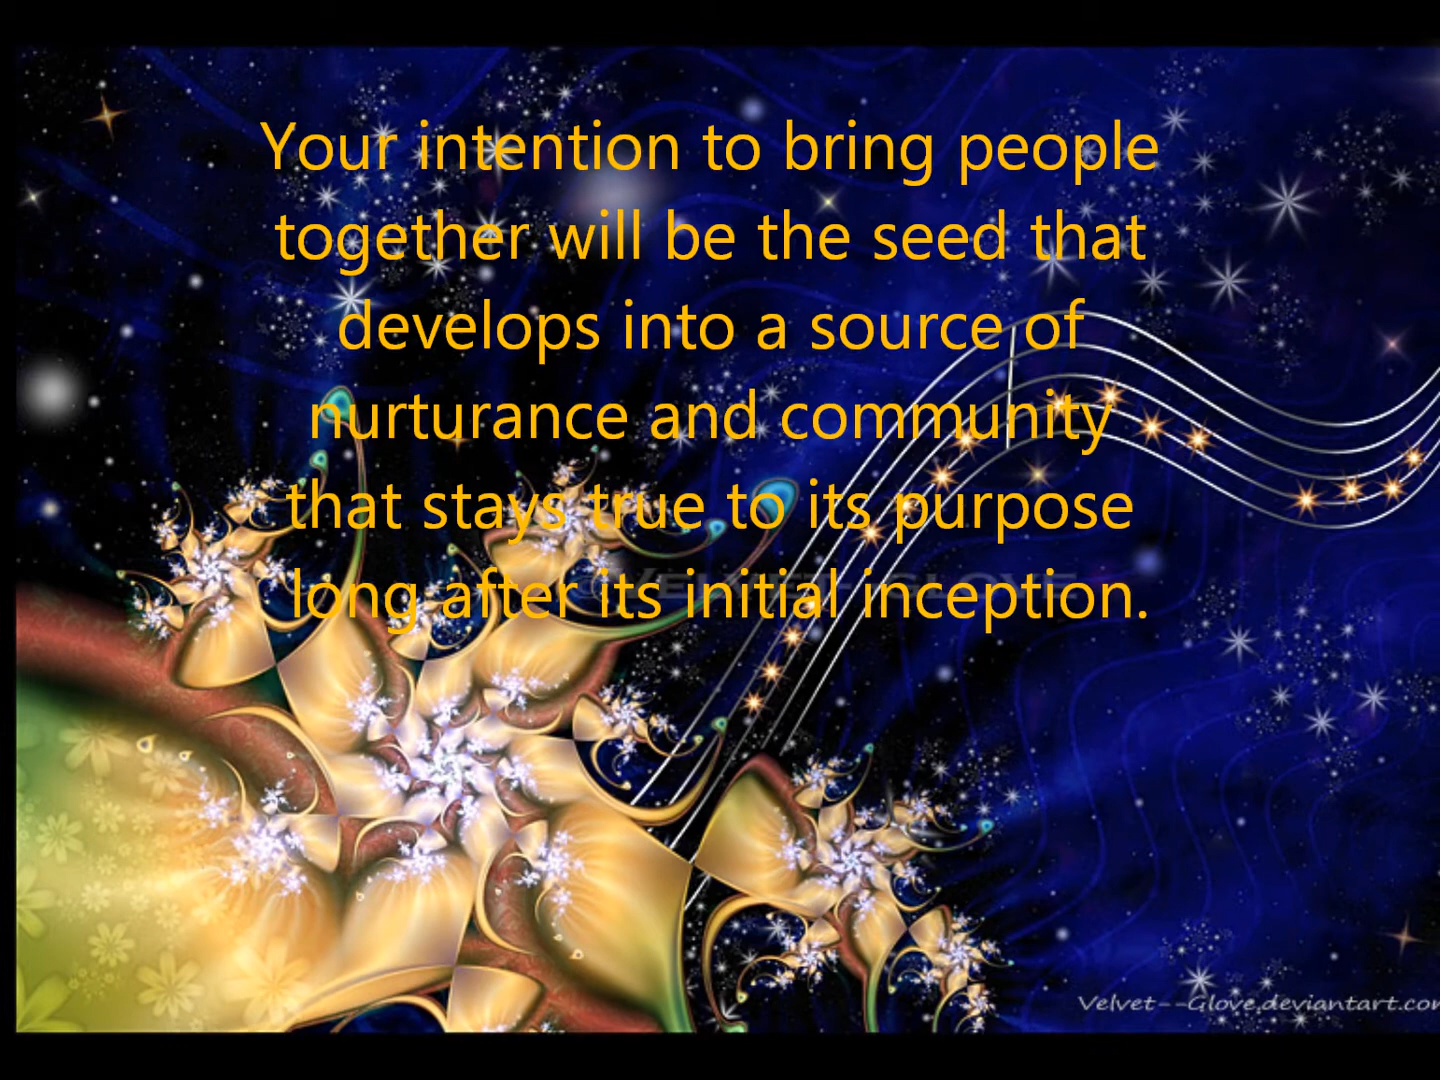 Your intention to bring people
together will be the seed that
develops into a source of
nurturance and community
that stays true to its purpose
long after its initial inception.
Velvet--Glove.deviantart.com